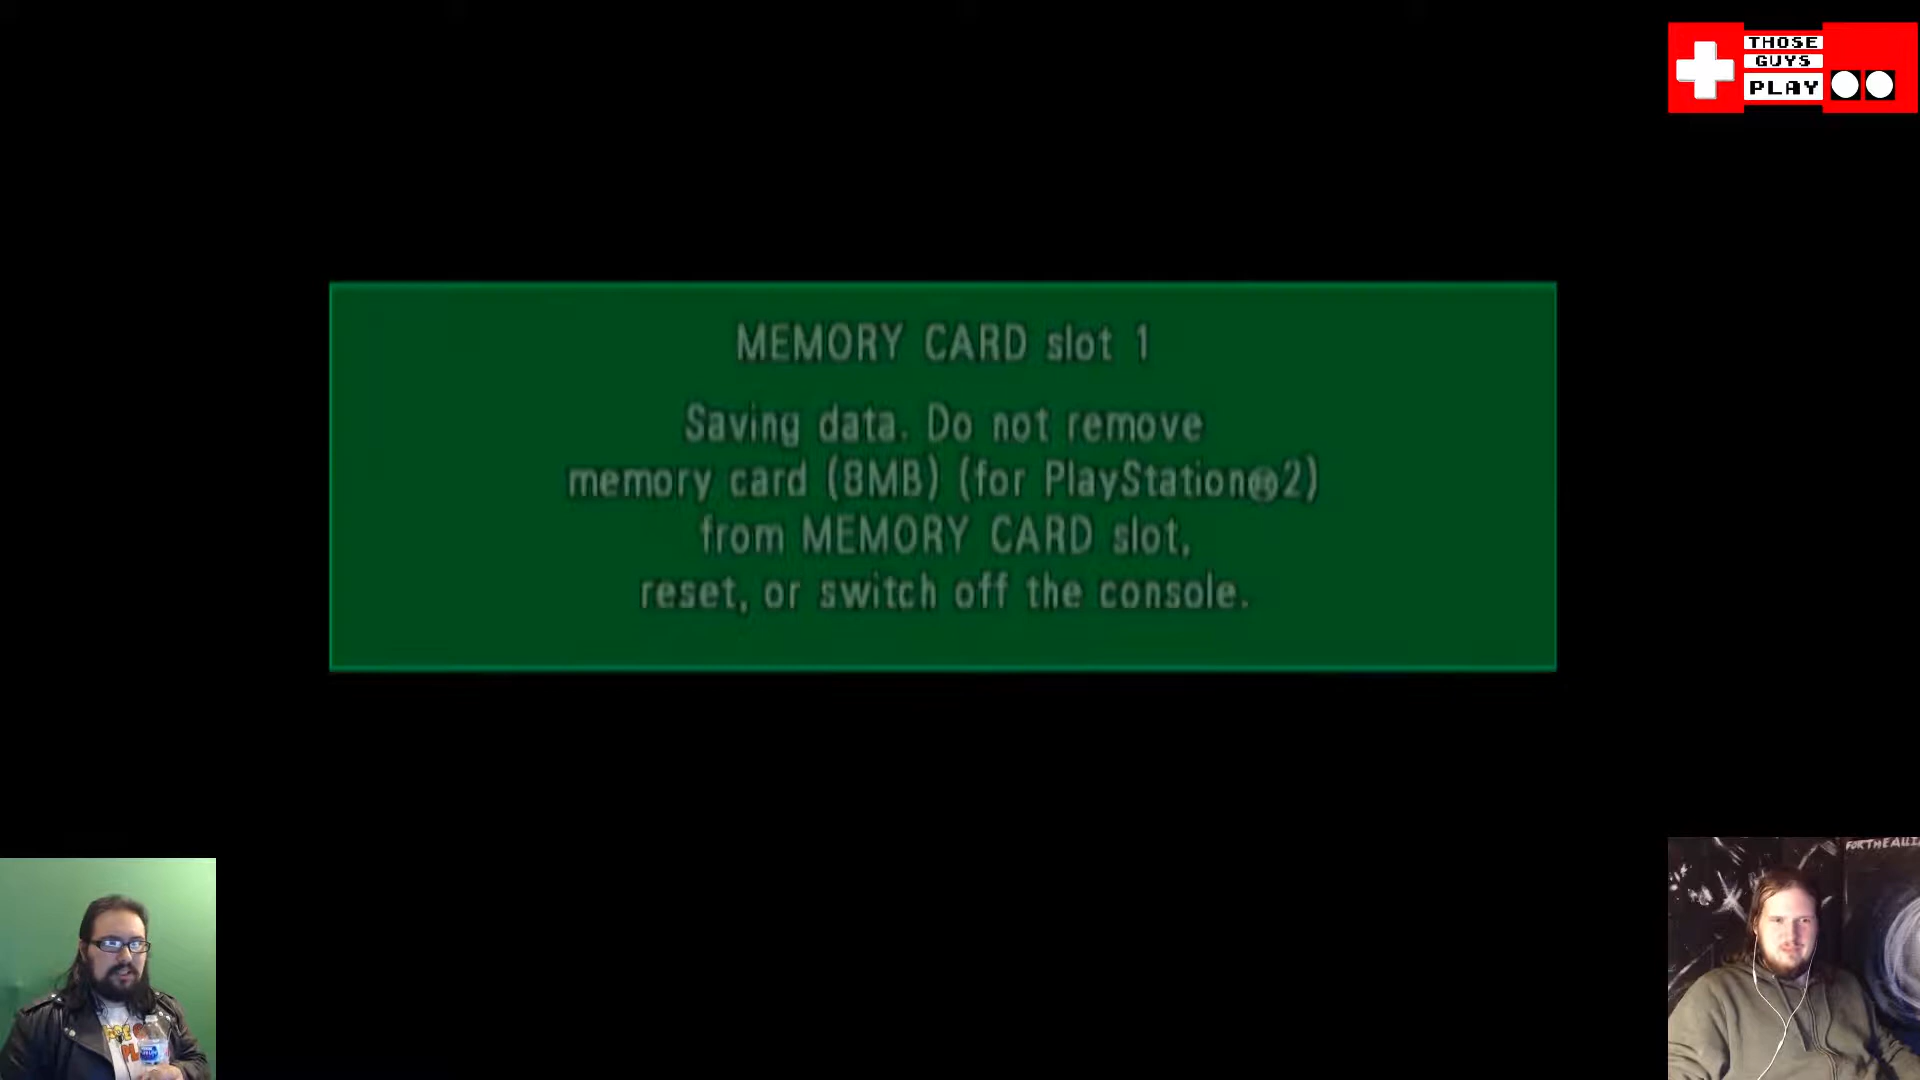 THOSE
GUYS
PLAY
MEMORY CARD slot 1
Saving data. Do not remove
memory card (8MB) (for PlayStation®2)
from MEMORY CARD slot,
reset, or switch off the console.